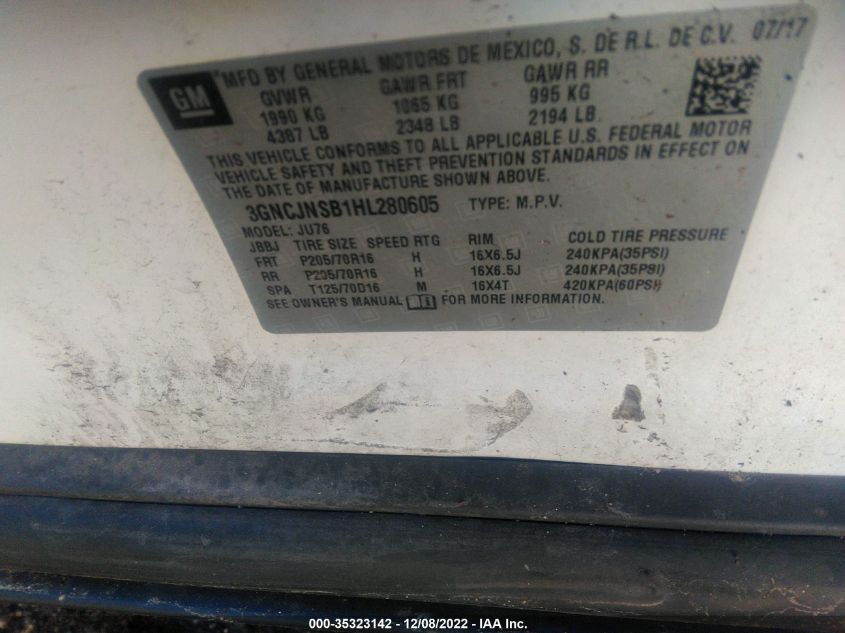 GM
MFD BY GENERAL MOTORS DE MEXICO, S. DE R.L. DE C.V. 07/17
GVWR GAWR FRT GAWR RR
1990 KG 1065 KG 995 KG
4387 LB 2348 LB 2194 LB
THIS VEHICLE CONFORMS TO ALL APPLICABLE U.S. FEDERAL MOTOR
VEHICLE SAFETY AND THEFT PREVENTION STANDARDS IN EFFECT ON
THE DATE OF MANUFACTURE SHOWN ABOVE.
3GNCJNSB1HL280605 TYPE: M.P.V.
MODEL: JU76
JBBJ TIRE SIZE SPEED RTG RIM COLD TIRE PRESSURE
FRT P205/70R16 H 16X6.5J 240KPA(35PSI)
RR P205/70R16 H 16X6.5J 240KPA(35PSI)
SPA T125/70D16 M 16X4T 420KPA(60PSI)
SEE OWNER'S MANUAL FOR MORE INFORMATION.
000-35323142 - 12/08/2022 - IAA Inc.